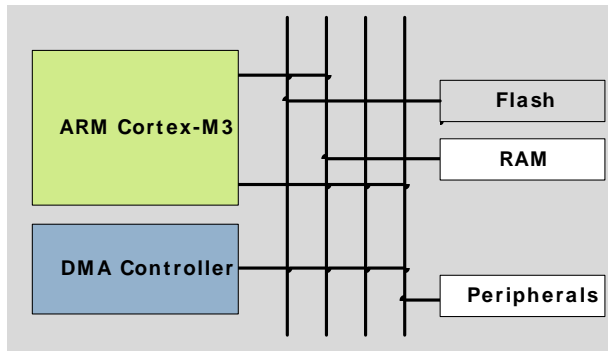 ARM Cortex-M3
DMA Controller
Flash
RAM
Peripherals